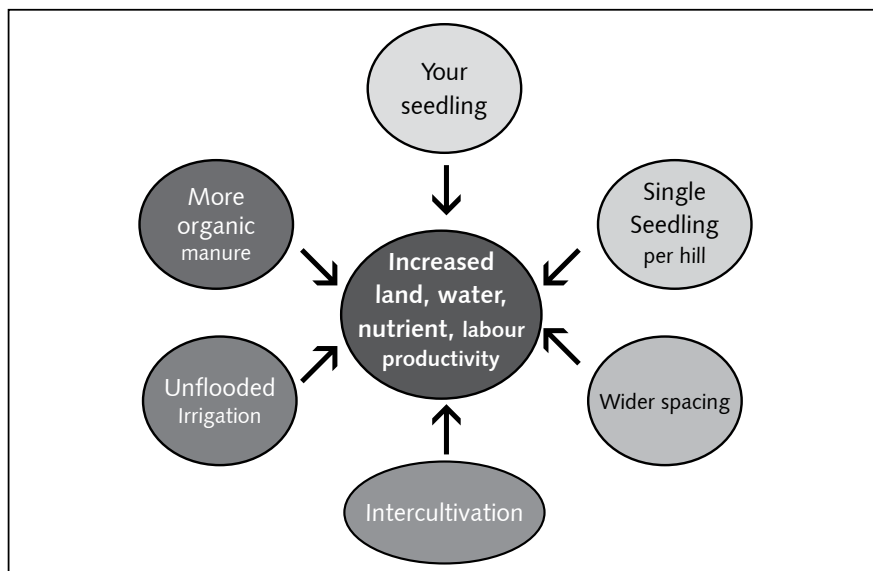 Your
seedling
More
organic
manure
Single
Seedling
per hill
Increased
land, water,
nutrient, labour
productivity
Unflooded
Irrigation
Wider spacing
Intercultivation